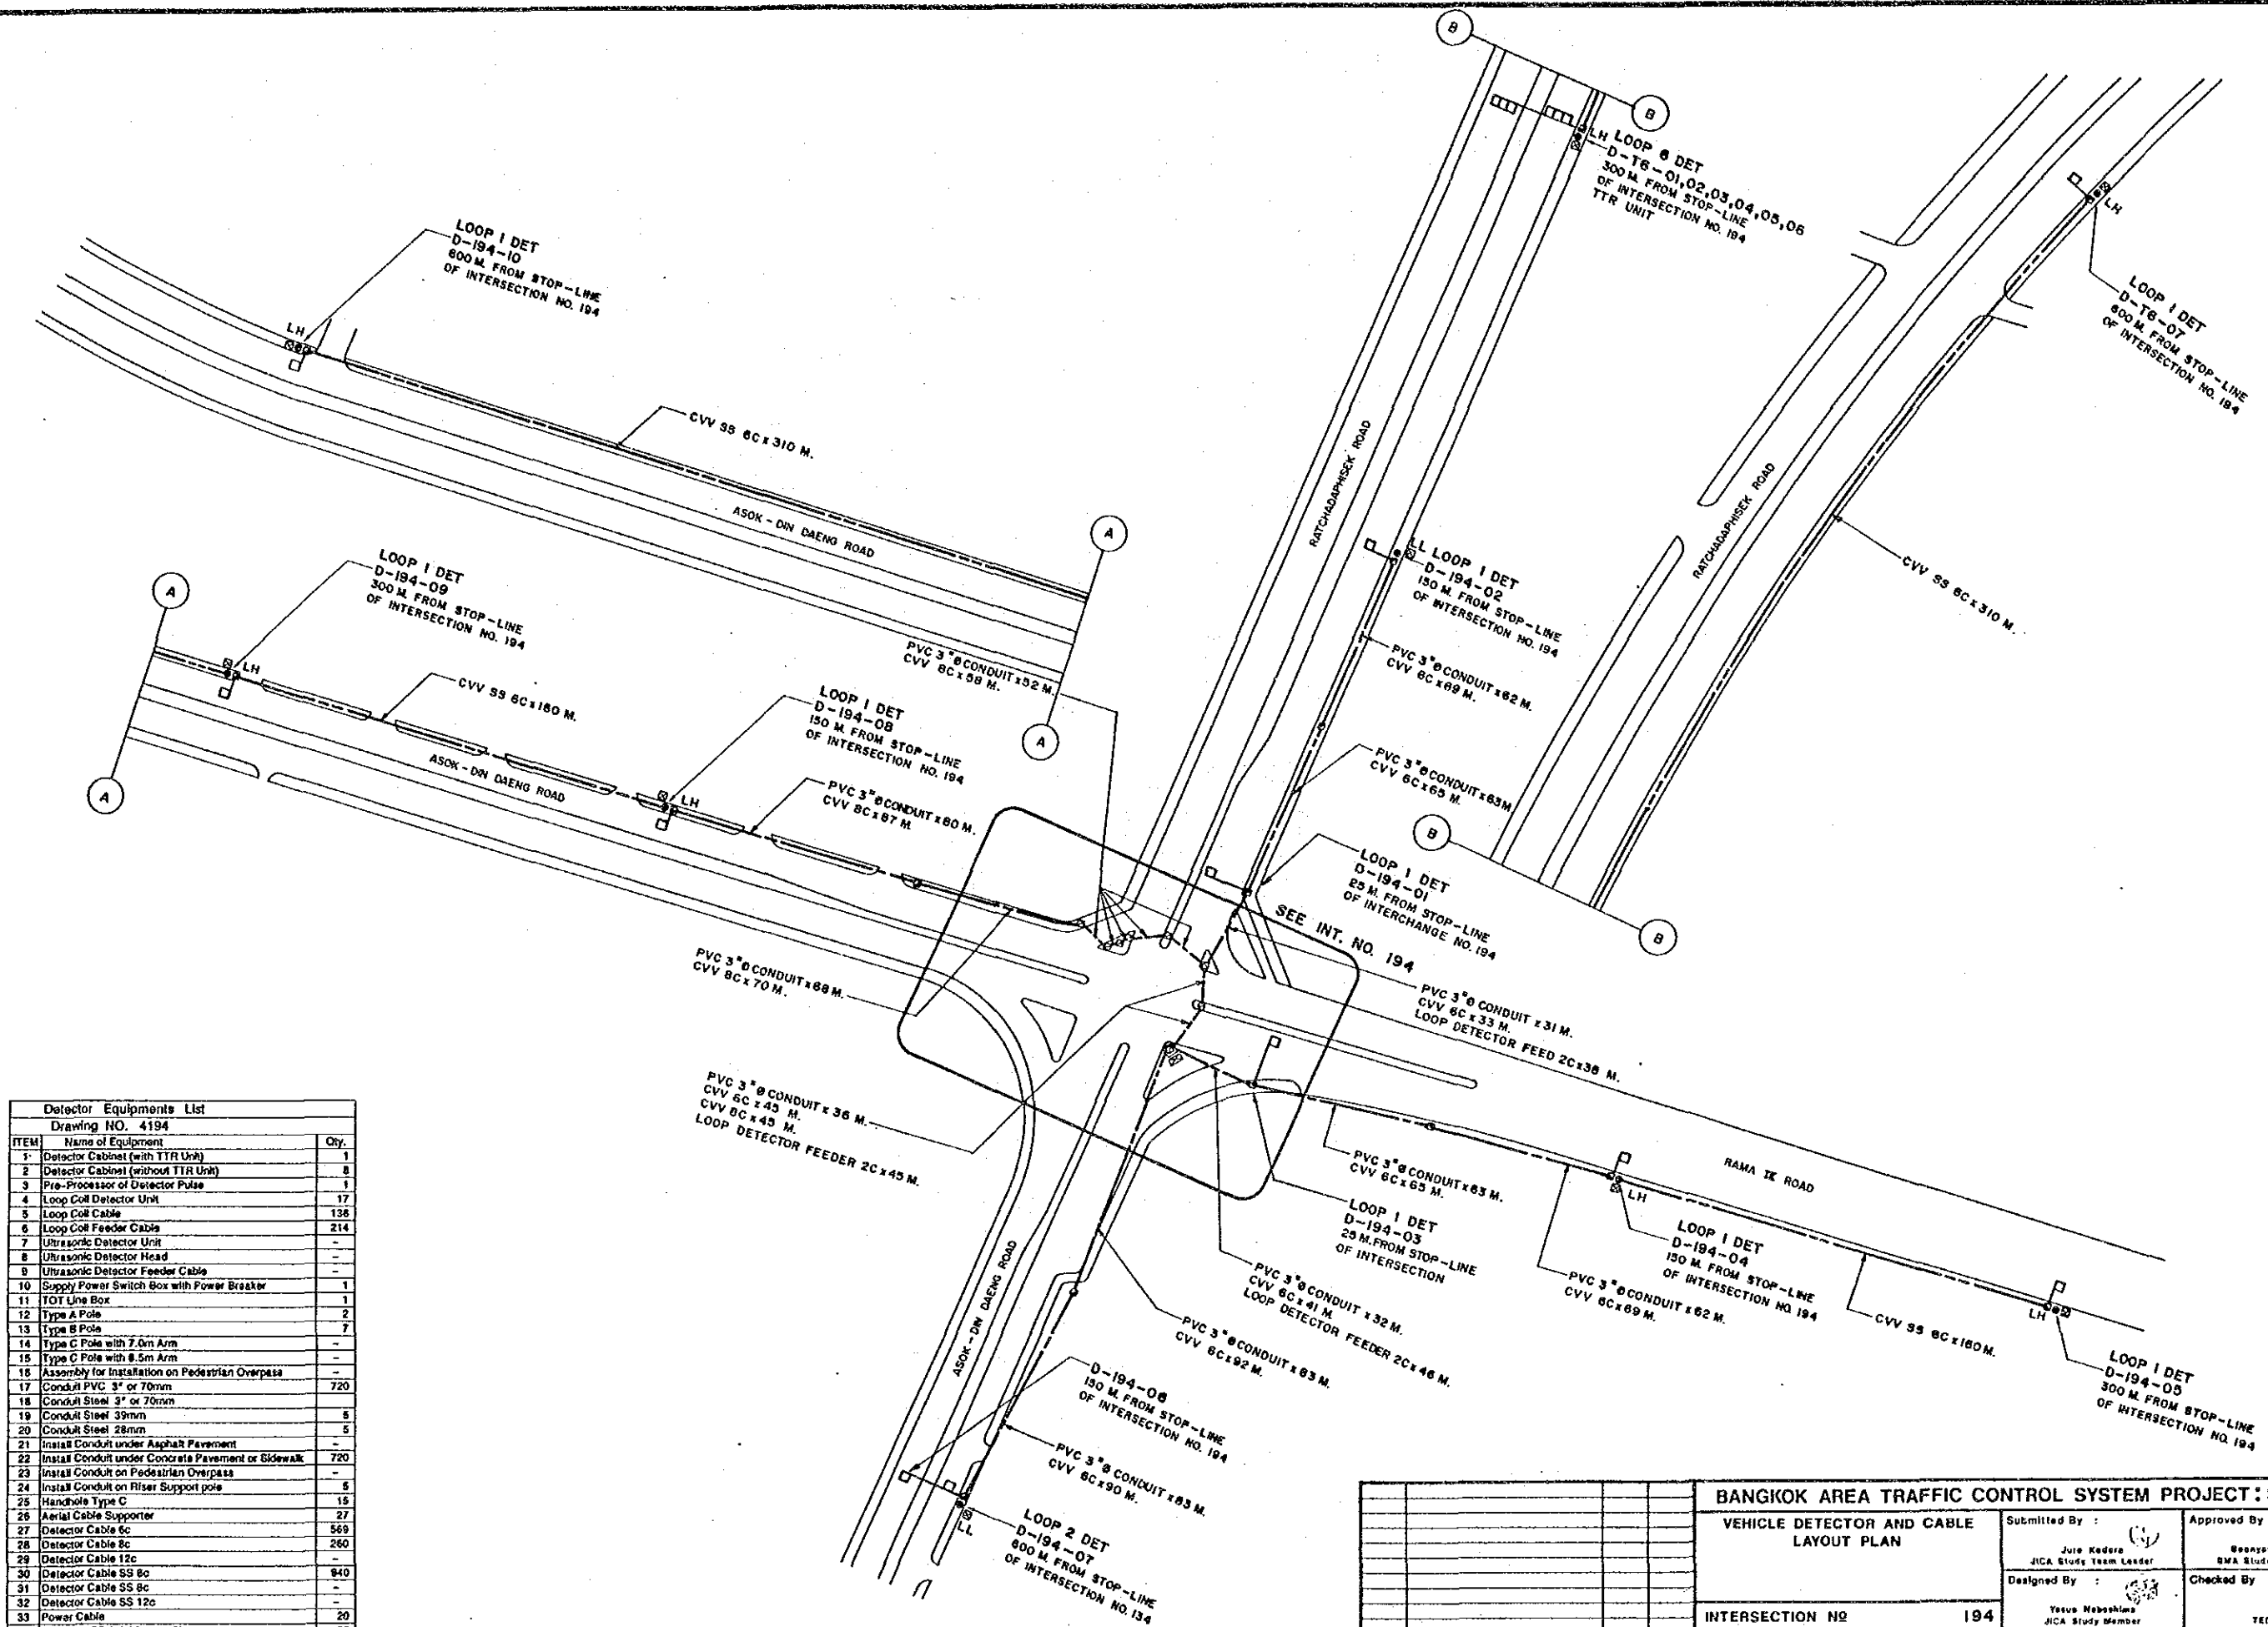 B
B
LH LOOP 6 DET
D-T6-01,02,03,04,05,06
300 M. FROM STOP-LINE
OF INTERSECTION NO. 194
TTR UNIT
LH
LOOP 1 DET
D-T6-07
600 M. FROM STOP-LINE
OF INTERSECTION NO. 194
LOOP 1 DET
D-194-10
600 M. FROM STOP-LINE
OF INTERSECTION NO. 194
LH
CVV SS 6C x 310 M.
ASOK-DIN DAENG ROAD
A
A
RATCHADAPHISEK ROAD
RATCHADAPHISEK ROAD
CVV SS 6C x 310 M.
LL LOOP 1 DET
D-194-02
150 M. FROM STOP-LINE
OF INTERSECTION NO. 194
PVC 3"Ø CONDUIT x 62 M.
CVV 6C x 69 M.
PVC 3"Ø CONDUIT x 63 M
CVV 6C x 65 M.
B
B
A
A
LOOP 1 DET
D-194-09
300 M. FROM STOP-LINE
OF INTERSECTION NO. 194
LH
CVV SS 6C x 160 M.
ASOK-DIN DAENG ROAD
PVC 3"Ø CONDUIT x 52 M.
CVV 8C x 58 M.
LOOP 1 DET
D-194-08
150 M. FROM STOP-LINE
OF INTERSECTION NO. 194
LH
PVC 3"Ø CONDUIT x 80 M.
CVV 8C x 87 M.
LOOP 1 DET
D-194-01
25 M. FROM STOP-LINE
OF INTERCHANGE NO. 194
SEE INT. NO. 194
PVC 3"Ø CONDUIT x 68 M.
CVV 8C x 70 M.
PVC 3"Ø CONDUIT x 31 M.
CVV 6C x 33 M.
LOOP DETECTOR FEED 2C x 36 M.
PVC 3"Ø CONDUIT x 36 M.
CVV 6C x 45 M.
CVV 8C x 45 M.
LOOP DETECTOR FEEDER 2C x 45 M.
RAMA IX ROAD
PVC 3"Ø CONDUIT x 63 M.
CVV 6C x 65 M.
LOOP 1 DET
D-194-03
25 M. FROM STOP-LINE
OF INTERSECTION
LH
LOOP 1 DET
D-194-04
150 M. FROM STOP-LINE
OF INTERSECTION NO. 194
PVC 3"Ø CONDUIT x 62 M.
CVV 6C x 69 M.
CVV SS 6C x 160 M.
LH
LOOP 1 DET
D-194-05
300 M. FROM STOP-LINE
OF INTERSECTION NO. 194
PVC 3"Ø CONDUIT x 32 M.
CVV 6C x 41 M.
LOOP DETECTOR FEEDER 2C x 46 M.
PVC 3"Ø CONDUIT x 83 M.
CVV 6C x 92 M.
ASOK-DIN DAENG ROAD
D-194-06
150 M. FROM STOP-LINE
OF INTERSECTION NO. 194
PVC 3"Ø CONDUIT x 83 M.
CVV 6C x 90 M.
LL
LOOP 2 DET
D-194-07
600 M. FROM STOP-LINE
OF INTERSECTION NO. 134
Detector Equipments List
Drawing NO. 4194
ITEM Name of Equipment Qty.
1 Detector Cabinet (with TTR Unit) 1
2 Detector Cabinet (without TTR Unit) 8
3 Pre-Processor of Detector Pulse 1
4 Loop Coil Detector Unit 17
5 Loop Coil Cable 136
6 Loop Coil Feeder Cable 214
7 Ultrasonic Detector Unit -
8 Ultrasonic Detector Head -
9 Ultrasonic Detector Feeder Cable -
10 Supply Power Switch Box with Power Breaker 1
11 TOT Line Box 1
12 Type A Pole 2
13 Type B Pole 7
14 Type C Pole with 7.0m Arm -
15 Type C Pole with 8.5m Arm -
16 Assembly for Installation on Pedestrian Overpass -
17 Conduit PVC 3" or 70mm 720
18 Conduit Steel 3" or 70mm
19 Conduit Steel 39mm 5
20 Conduit Steel 28mm 5
21 Install Conduit under Asphalt Pavement -
22 Install Conduit under Concrete Pavement or Sidewalk 720
23 Install Conduit on Pedestrian Overpass -
24 Install Conduit on Riser Support pole 5
25 Handhole Type C 15
26 Aerial Cable Supporter 27
27 Detector Cable 6c 569
28 Detector Cable 8c 260
29 Detector Cable 12c -
30 Detector Cable SS 6c 940
31 Detector Cable SS 8c -
32 Detector Cable SS 12c -
33 Power Cable 20
BANGKOK AREA TRAFFIC CONTROL SYSTEM PROJECT:
VEHICLE DETECTOR AND CABLE
LAYOUT PLAN
INTERSECTION Nº 194
Submitted By :
JICA Study Team Leader
Designed By :
JICA Study Member
Approved By
Checked By